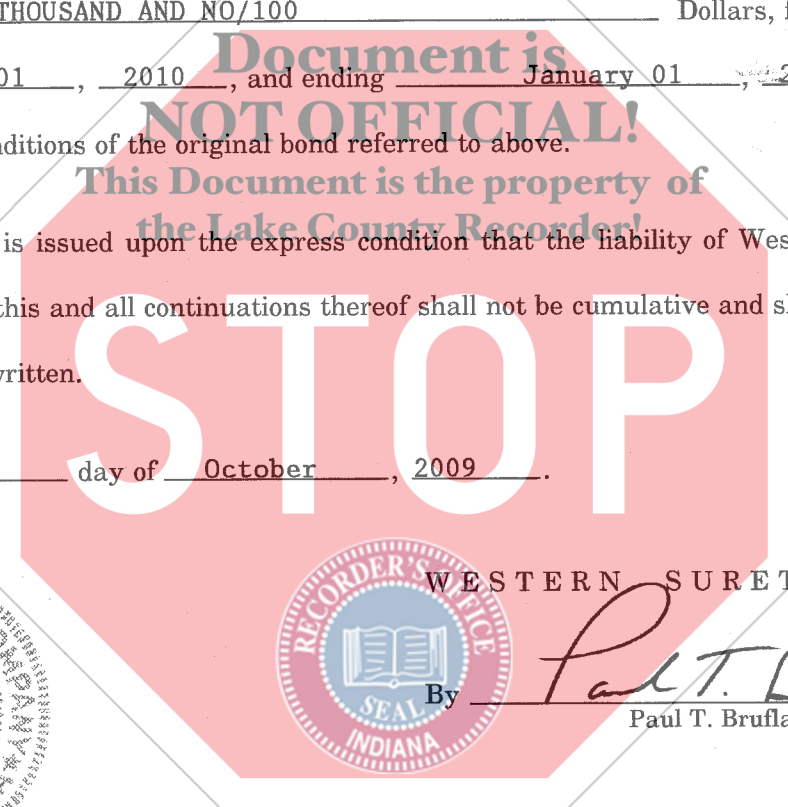 THOUSAND AND NO/100 Dollars, f
Document is
01 , 2010 , and ending January 01 , 2
NOT OFFICIAL!
nditions of the original bond referred to above.
This Document is the property of
the Lake County Recorder!
is issued upon the express condition that the liability of Wes
this and all continuations thereof shall not be cumulative and s
written.
STOP
day of October , 2009 .
RECORDER'S OFFICE
SEAL
INDIANA
WESTERN SURET
By Paul T.
Paul T. Brufla